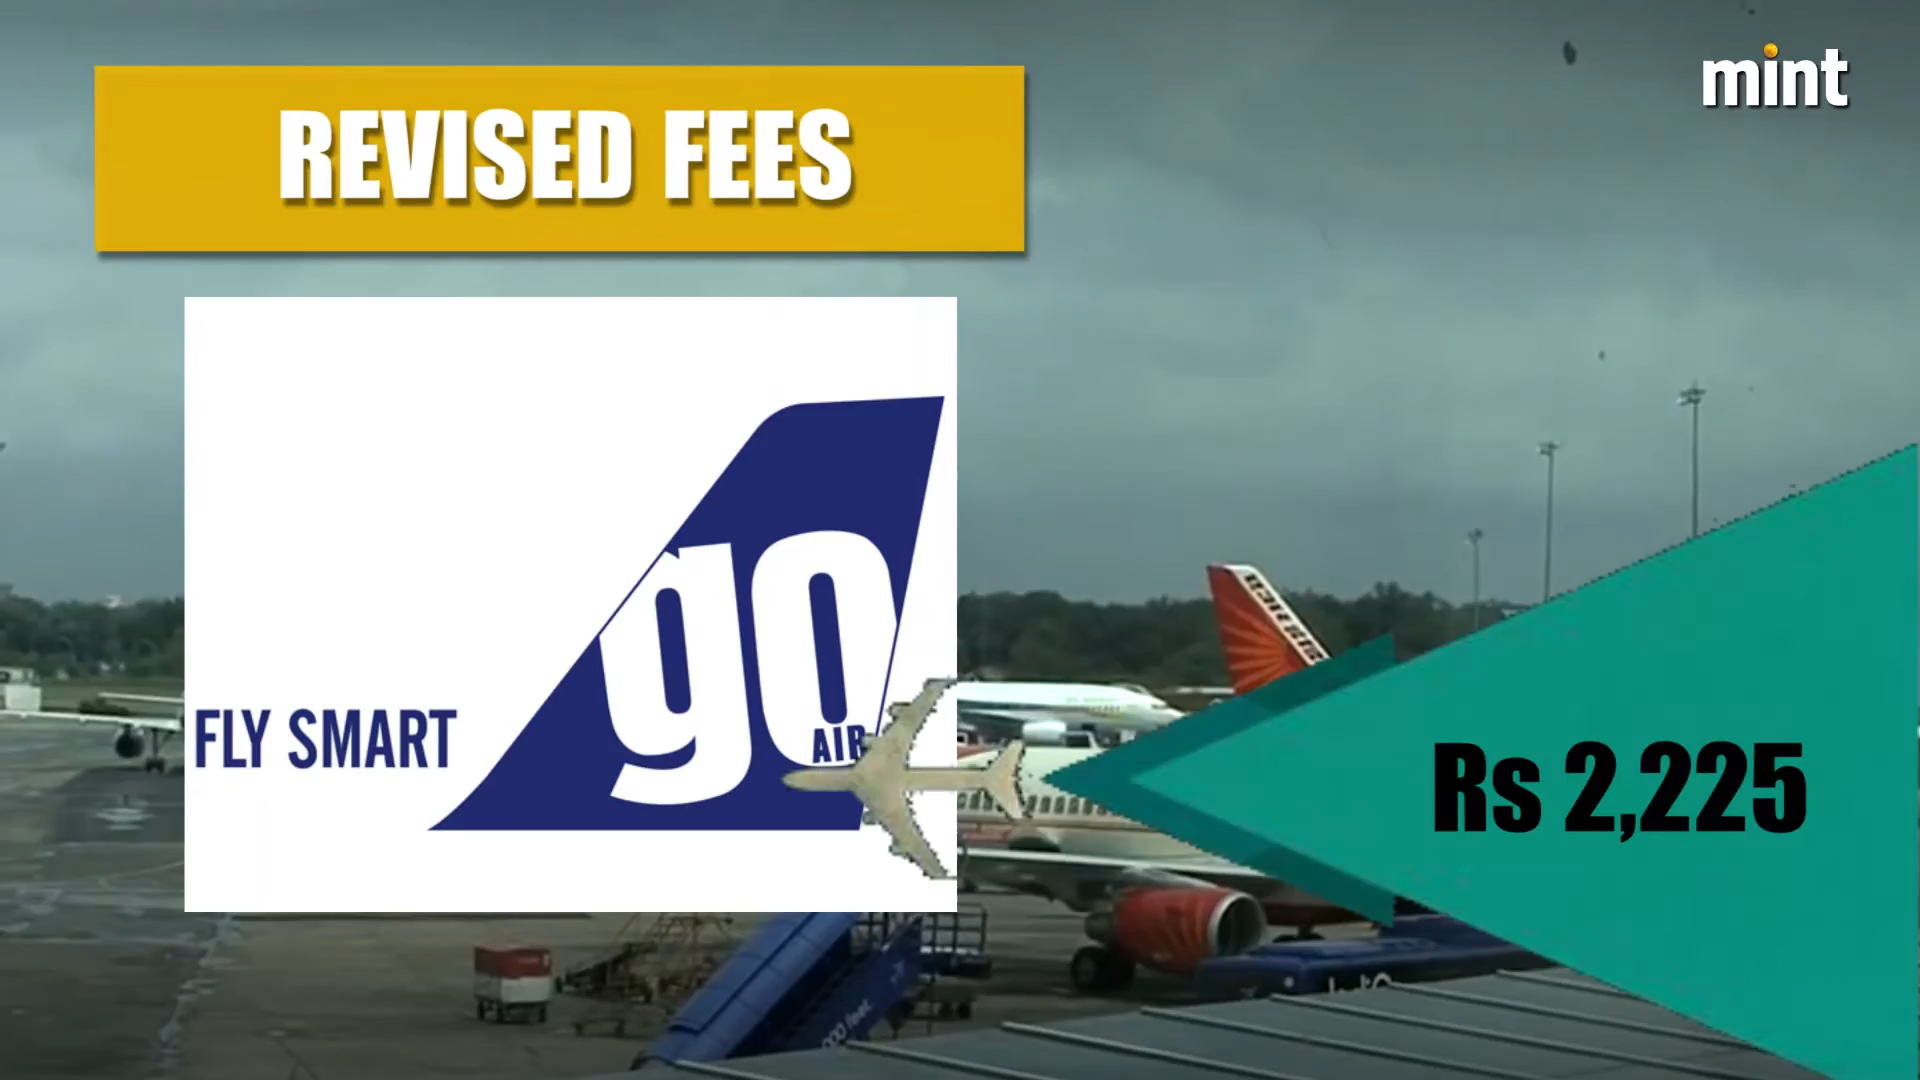 mint
REVISED FEES
go
AIR
FLY SMART
Rs 2,225